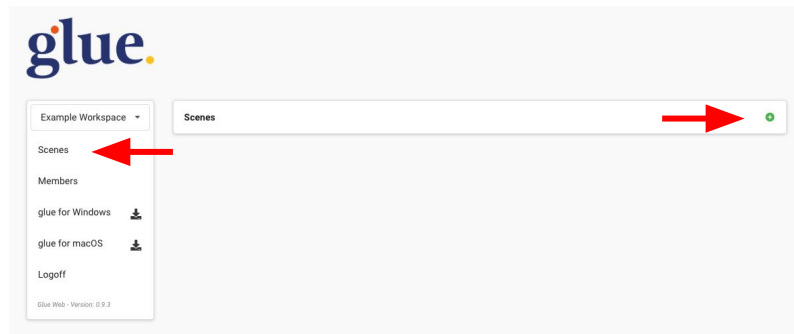 glue.
Example Workspace
Scenes
Scenes
Members
glue for Windows
glue for macOS
Logoff
Glue Web - Version: 0.9.3